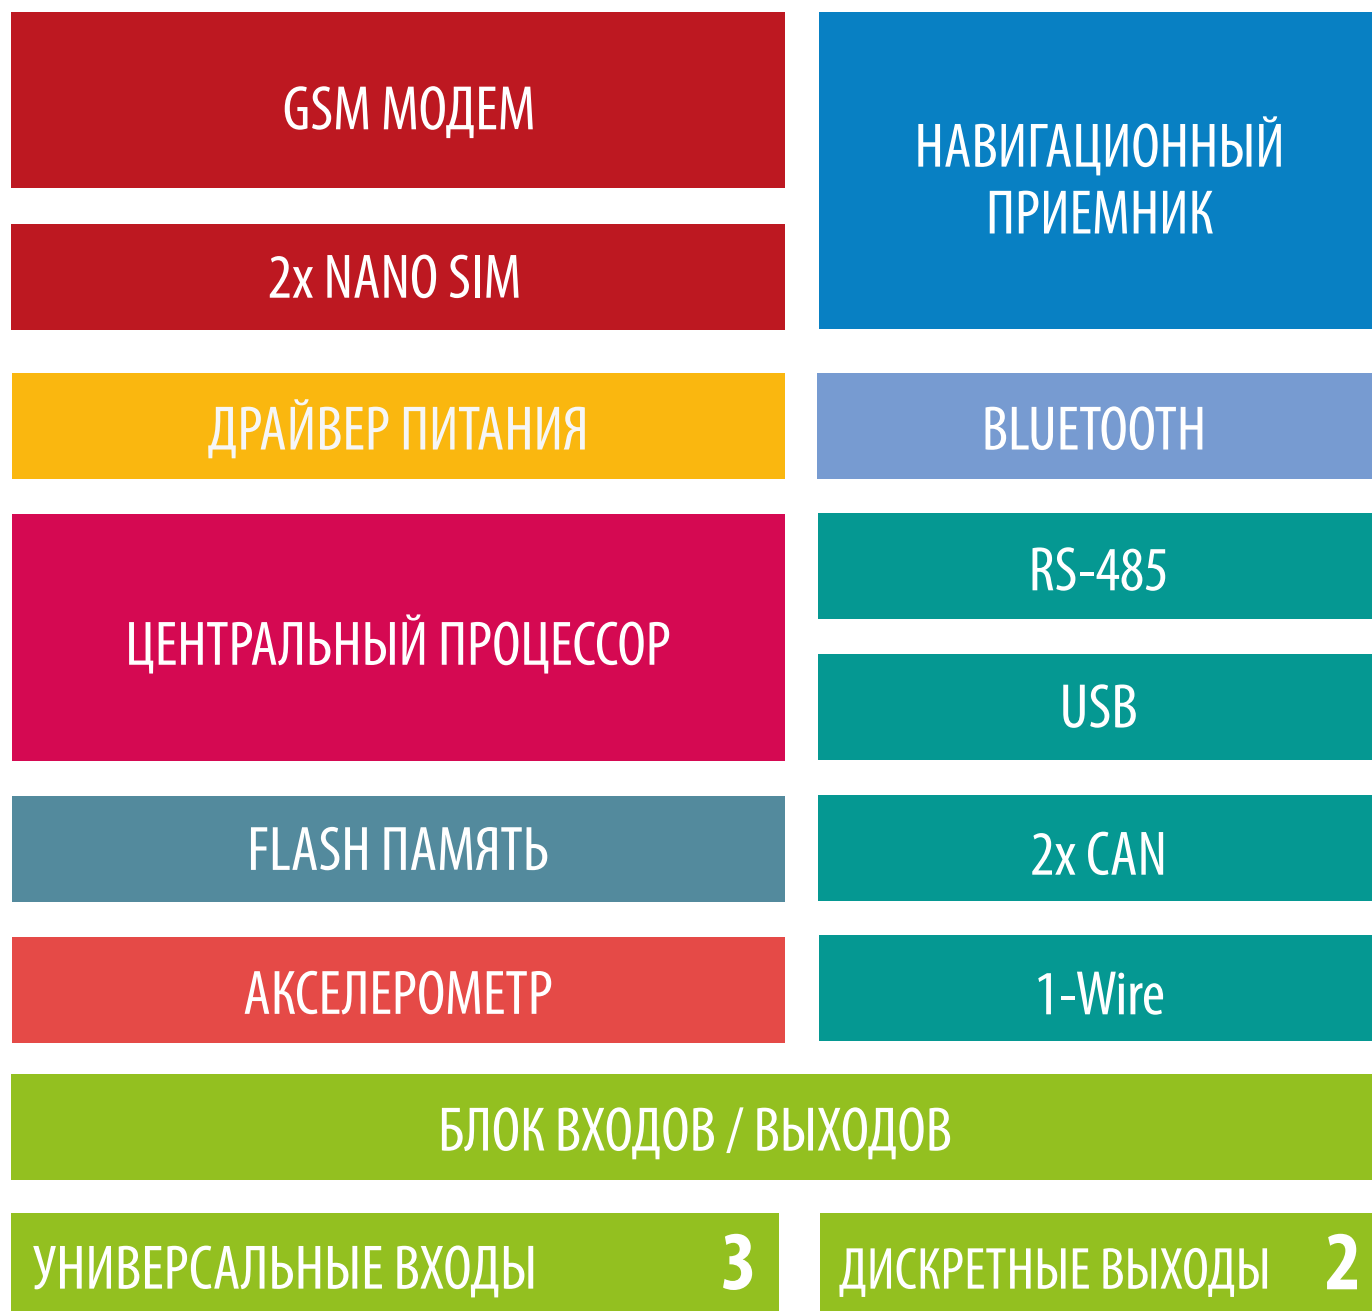 GSM МОДЕМ
НАВИГАЦИОННЫЙ
ПРИЕМНИК
2x NANO SIM
ДРАЙВЕР ПИТАНИЯ
BLUETOOTH
ЦЕНТРАЛЬНЫЙ ПРОЦЕССОР
RS-485
USB
FLASH ПАМЯТЬ
2x CAN
АКСЕЛЕРОМЕТР
1-Wire
БЛОК ВХОДОВ / ВЫХОДОВ
УНИВЕРСАЛЬНЫЕ ВХОДЫ 3
ДИСКРЕТНЫЕ ВЫХОДЫ 2